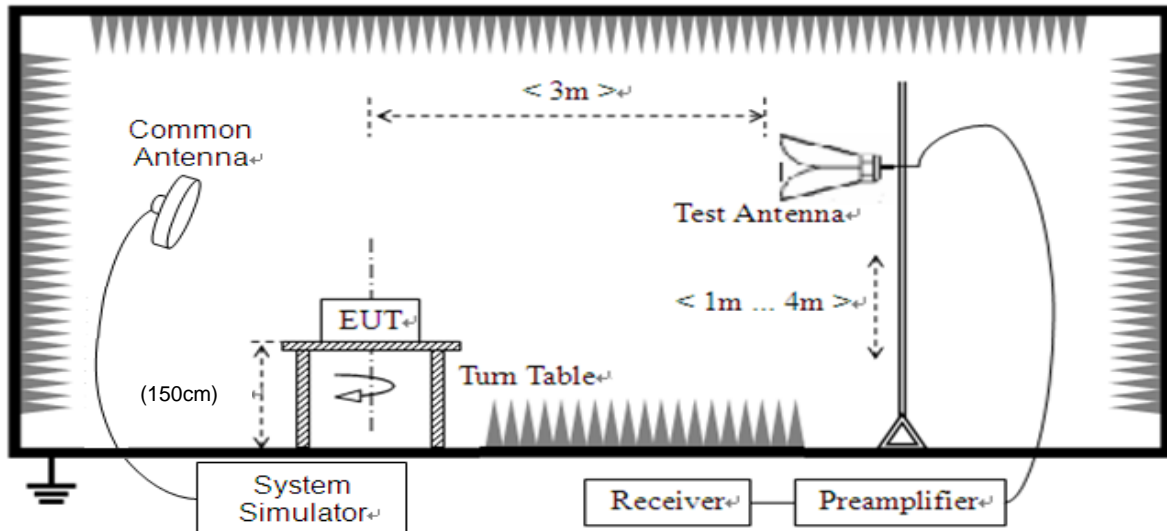 < 3m >↵
Common
Antenna↵
Test Antenna↵
< 1m ... 4m >↵
EUT↵
Turn Table↵
(150cm)
System
Simulator↵
Receiver↵
Preamplifier↵